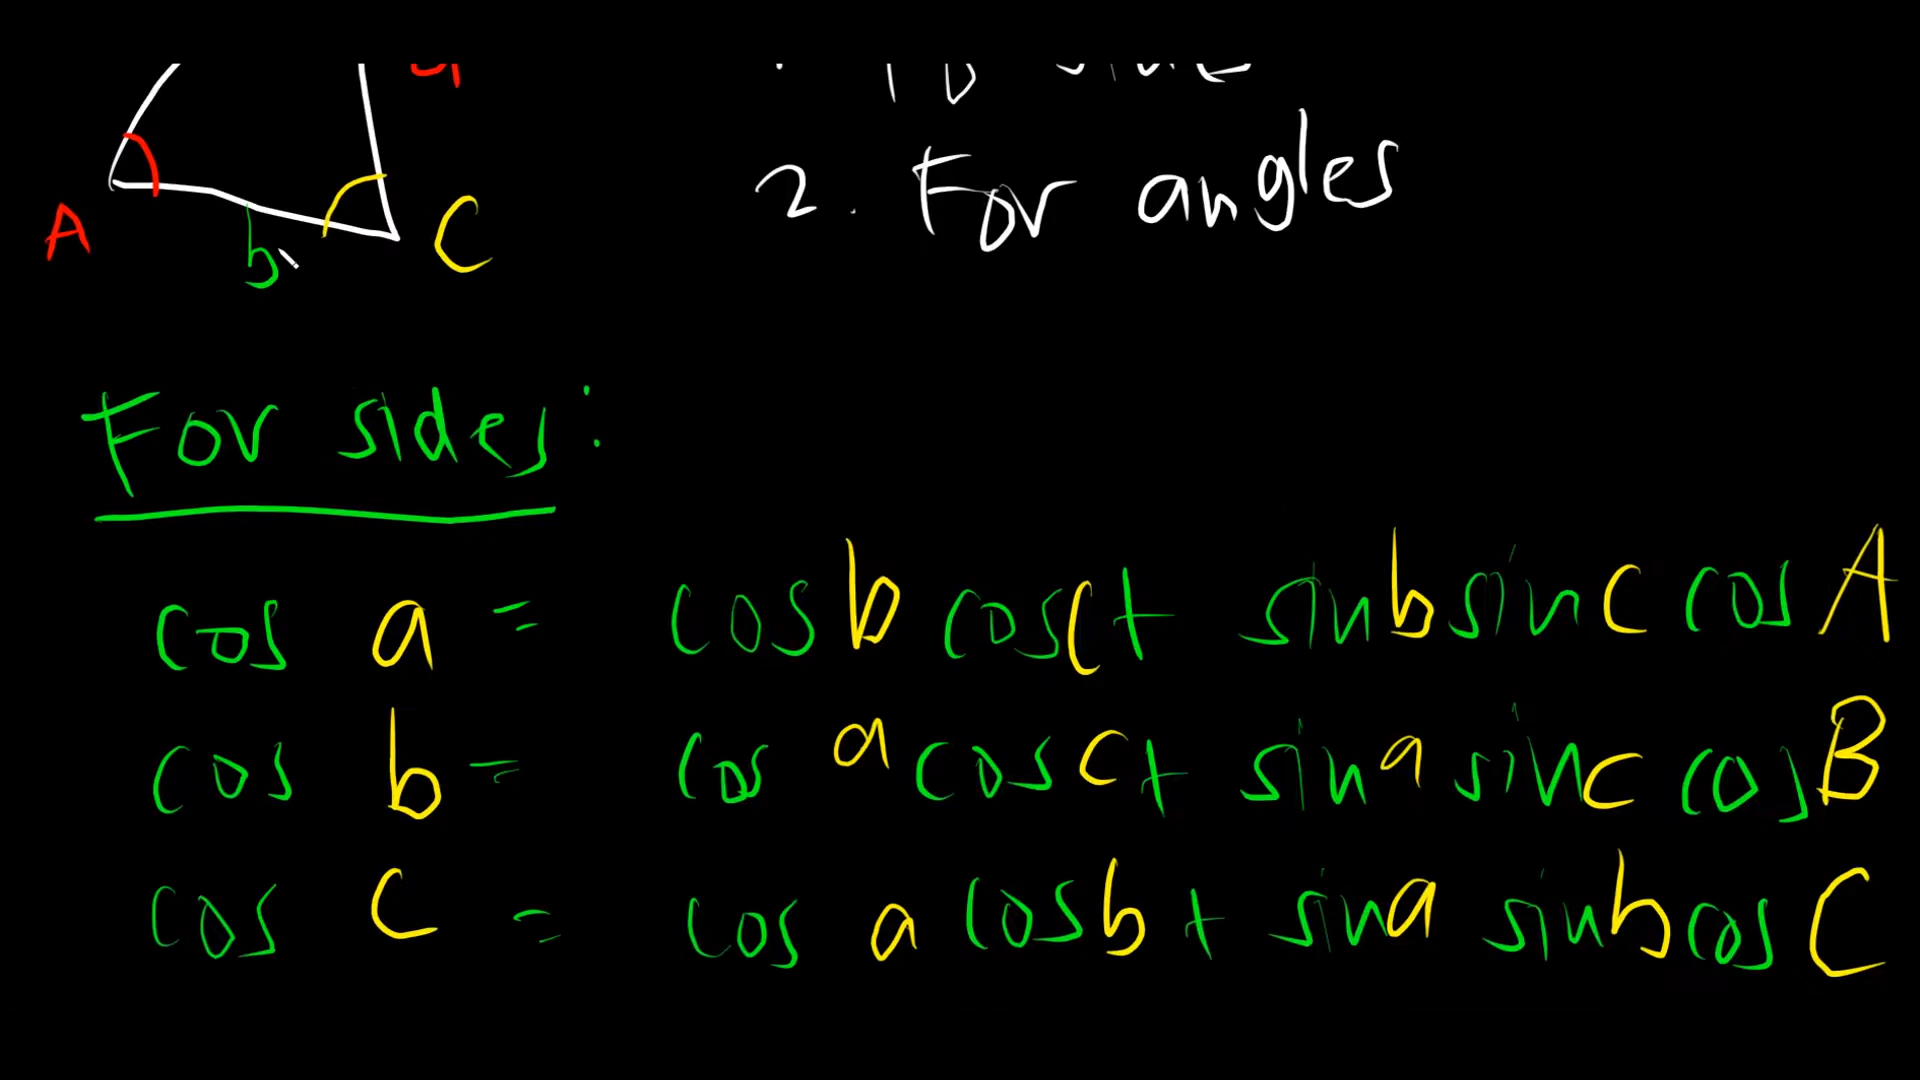 2. For angles
A
b
C
For sides:
cos a = cos b cos c + sin b sin c cos A
cos b = cos a cos c + sin a sin c cos B
cos c = cos a cos b + sin a sin b cos C